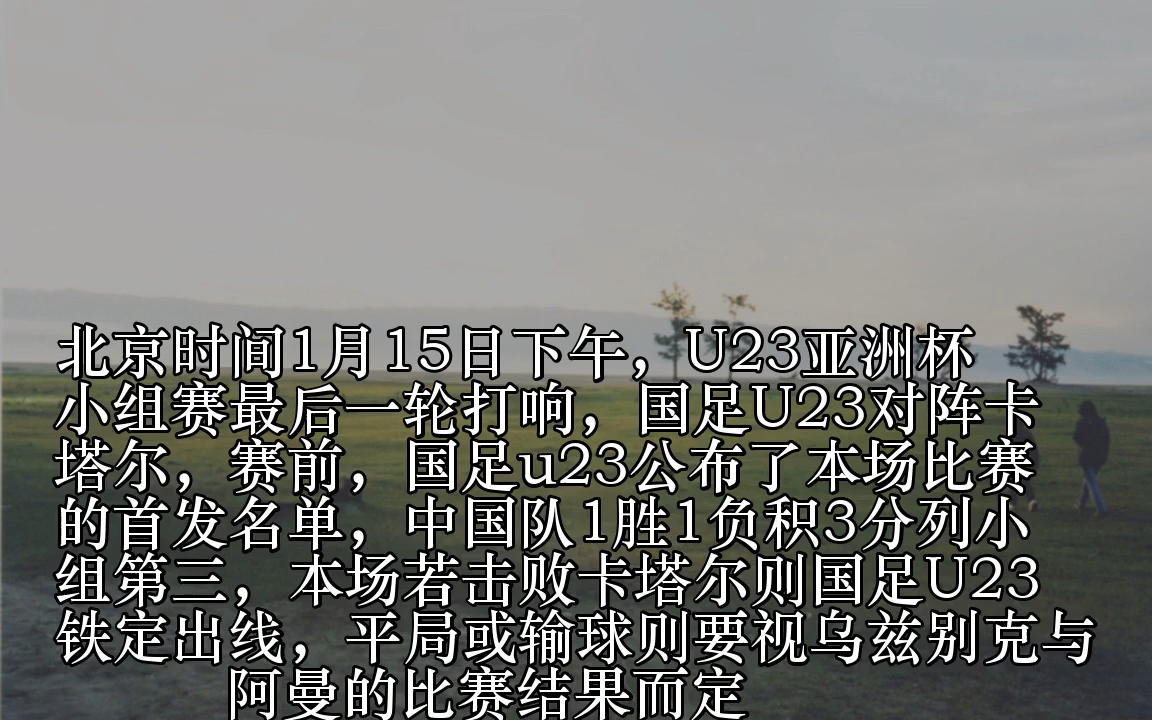 北京时间1月15日下午，U23亚洲杯
小组赛最后一轮打响，国足U23对阵卡
塔尔，赛前，国足u23公布了本场比赛
的首发名单，中国队1胜1负积3分列小
组第三，本场若击败卡塔尔则国足U23
铁定出线，平局或输球则要视乌兹别克与
阿曼的比赛结果而定